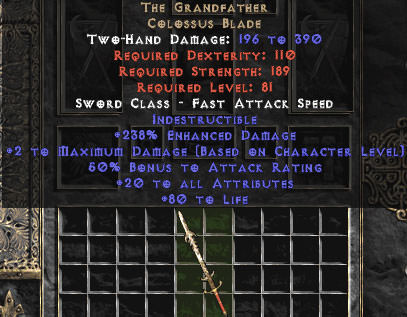 The Grandfather
Colossus Blade
Two-Hand Damage: 196 to 390
Required Dexterity: 110
Required Strength: 189
Required Level: 81
Sword Class - Fast Attack Speed
Indestructible
+238% Enhanced Damage
+2 to Maximum Damage (Based on Character Level)
50% Bonus to Attack Rating
+20 to all Attributes
+80 to Life